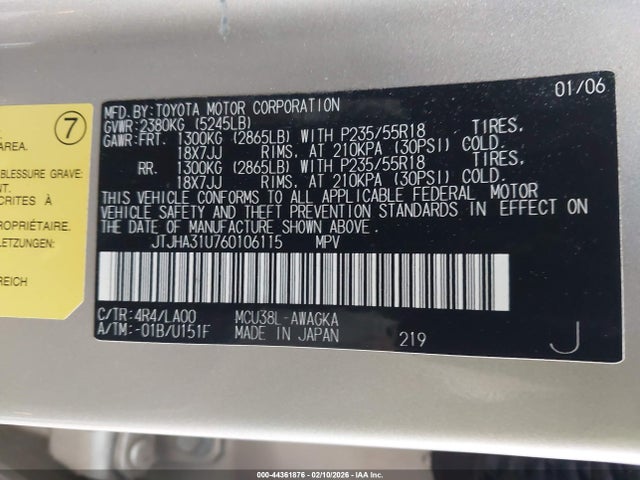 01/06
MFD.BY:TOYOTA MOTOR CORPORATION
GVWR:2380KG (5245LB)
GAWR:FRT. 1300KG (2865LB) WITH P235/55R18 TIRES,
18X7JJ RIMS, AT 210KPA (30PSI) COLD.
RR. 1300KG (2865LB) WITH P235/55R18 TIRES,
18X7JJ RIMS, AT 210KPA (30PSI) COLD.
THIS VEHICLE CONFORMS TO ALL APPLICABLE FEDERAL MOTOR
VEHICLE SAFETY AND THEFT PREVENTION STANDARDS IN EFFECT ON
THE DATE OF MANUFACTURE SHOWN ABOVE.
JTJHA31U760106115 MPV
C/TR:4R4/LA00 MCU38L-AWAGKA
A/TM:-01B/U151F MADE IN JAPAN 219 J
7
AREA.
BLESSURE GRAVE:
NT.
CRITES À
PROPRIÉTAIRE.
LETZUNGEN:
REICH
000-44361876 - 02/10/2026 - IAA Inc.